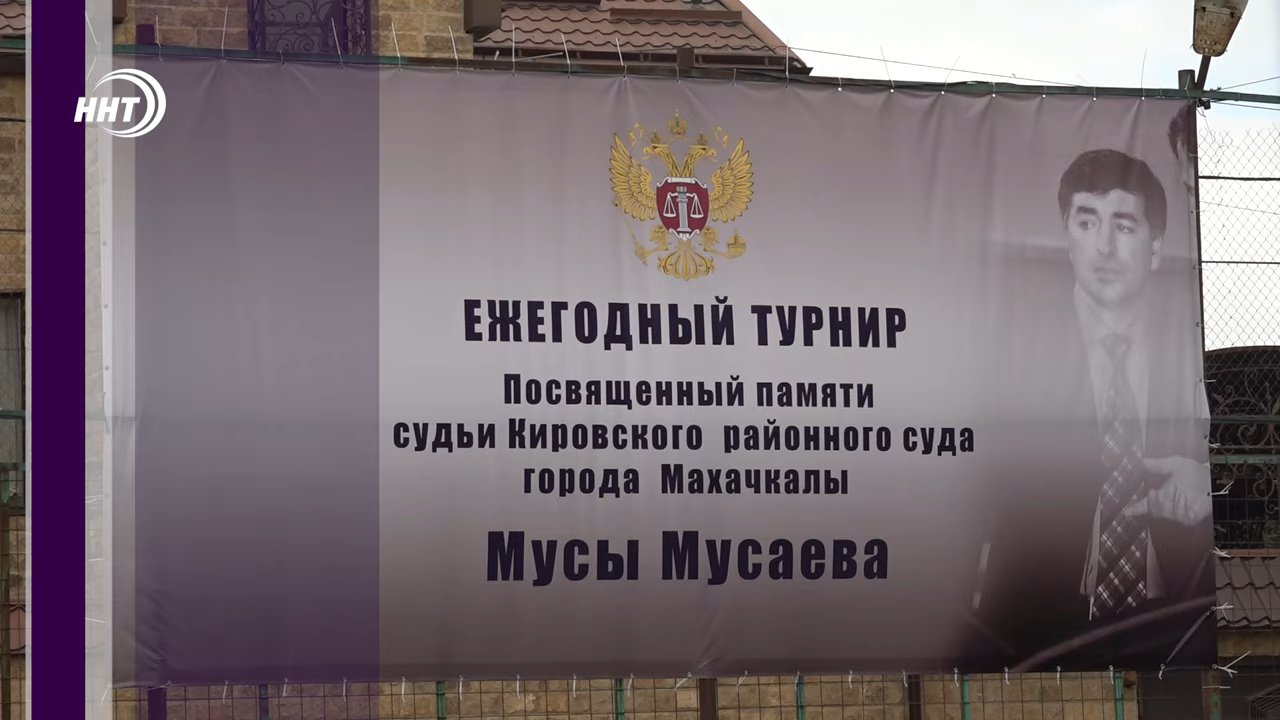 ННТ
ЕЖЕГОДНЫЙ ТУРНИР
Посвященный памяти
судьи Кировского районного суда
города Махачкалы
Мусы Мусаева